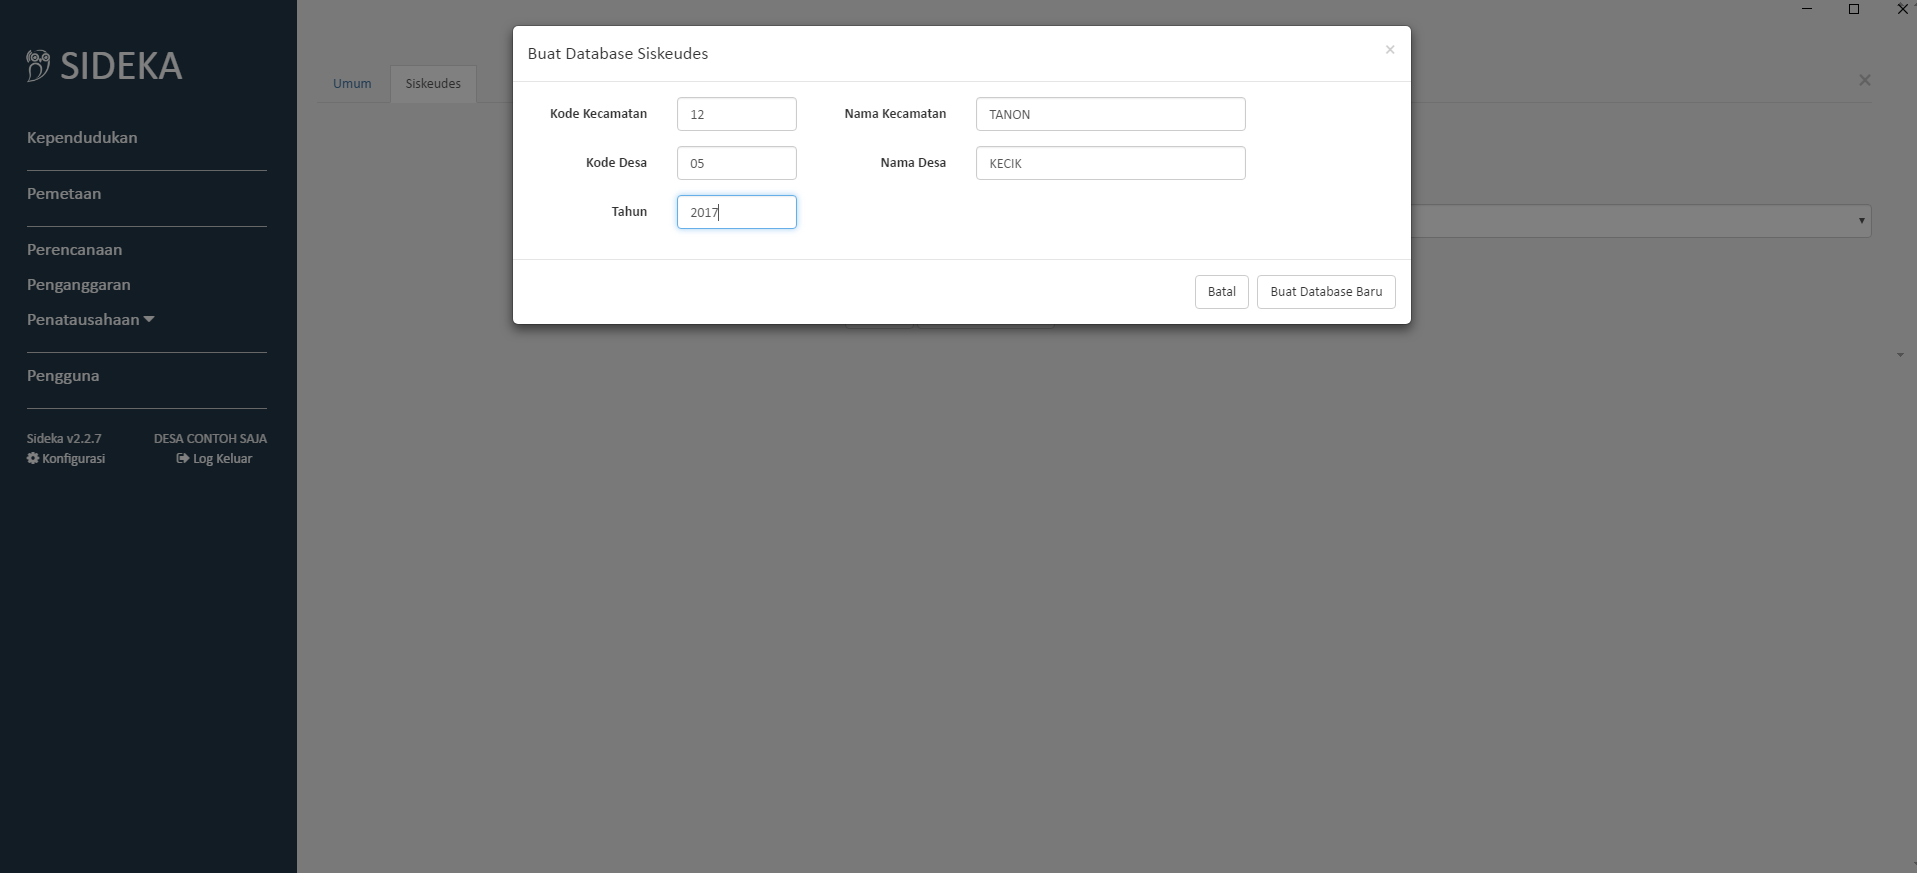 SIDEKA
Kependudukan
Pemetaan
Perencanaan
Penganggaran
Penatausahaan
Pengguna
Sideka v2.2.7
DESA CONTOH SAJA
Konfigurasi
Log Keluar
Umum
Siskeudes
Buat Database Siskeudes
Kode Kecamatan 12 Nama Kecamatan TANON
Kode Desa 05 Nama Desa KECIK
Tahun 2017
Batal Buat Database Baru